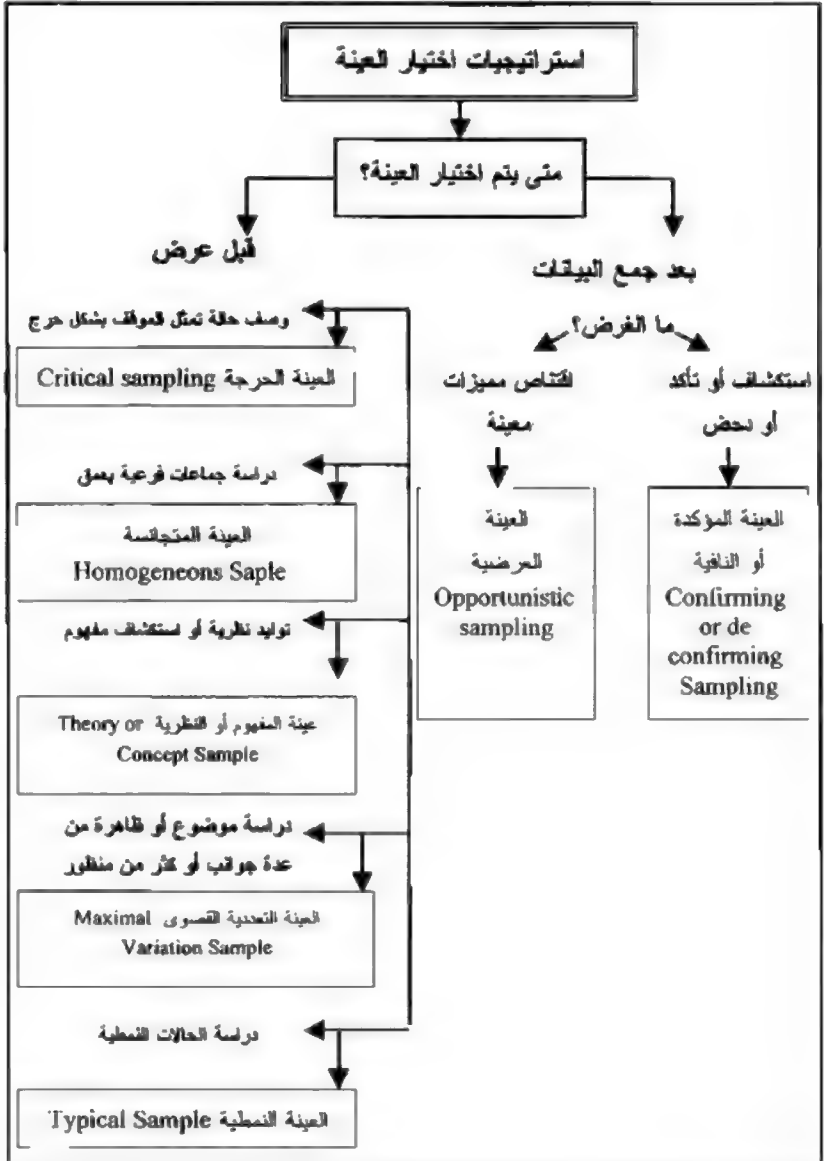 استراتيجيات اختيار العينة
متى يتم اختيار العينة؟
قبل عرض
بعد جمع البيانات
ما الغرض؟
استكشاف أو تأكد
أو دحض
اقتناص مميزات
معينة
العينة المؤكدة
أو النافية
Confirming
or de
confirming
Sampling
العينة
العرضية
Opportunistic
sampling
وصف حالة تمثل الموقف بشكل حرج
العينة الحرجة Critical sampling
دراسة جماعات فرعية بعمق
العينة المتجانسة
Homogeneons Saple
توليد نظرية أو استكشاف مفهوم
عينة المفهوم أو النظرية Theory or
Concept Sample
دراسة موضوع أو ظاهرة من
عدة جوانب أو كثر من منظور
العينة التعددية القصوى Maximal
Variation Sample
دراسة الحالات النمطية
العينة النمطية Typical Sample